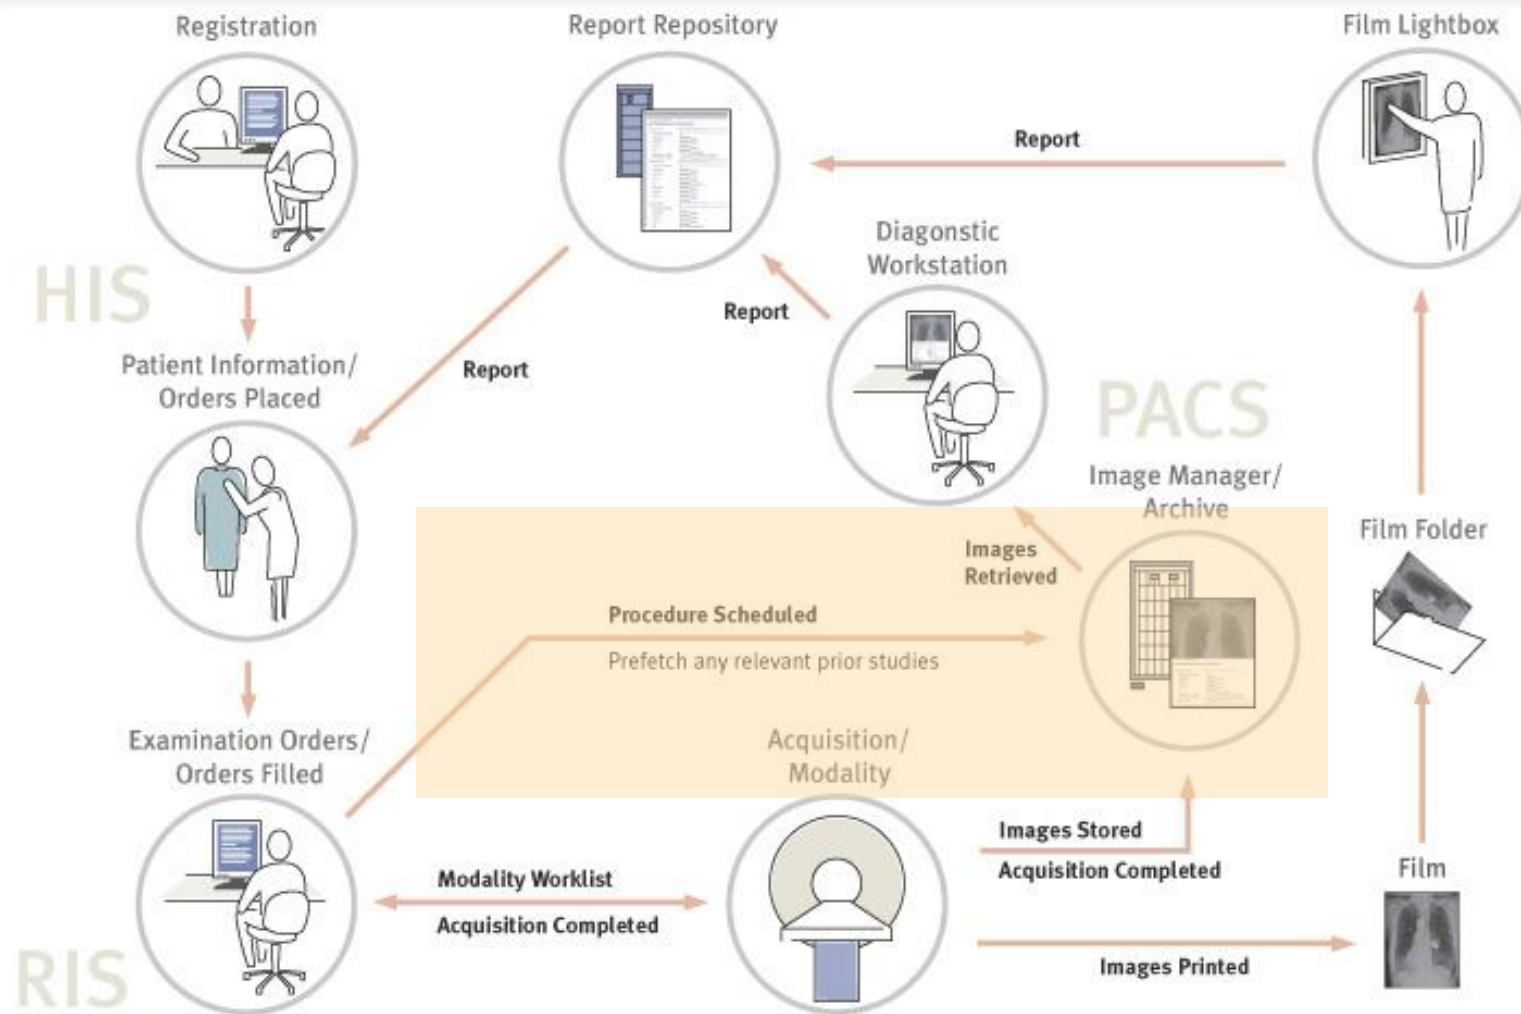 Registration
Report Repository
Film Lightbox
Report
Diagonstic
Workstation
HIS
Report
Patient Information/
Orders Placed
Report
PACS
Image Manager/
Archive
Film Folder
Images
Retrieved
Procedure Scheduled
Prefetch any relevant prior studies
Examination Orders/
Orders Filled
Acquisition/
Modality
Images Stored
Acquisition Completed
Film
Modality Worklist
Acquisition Completed
Images Printed
RIS